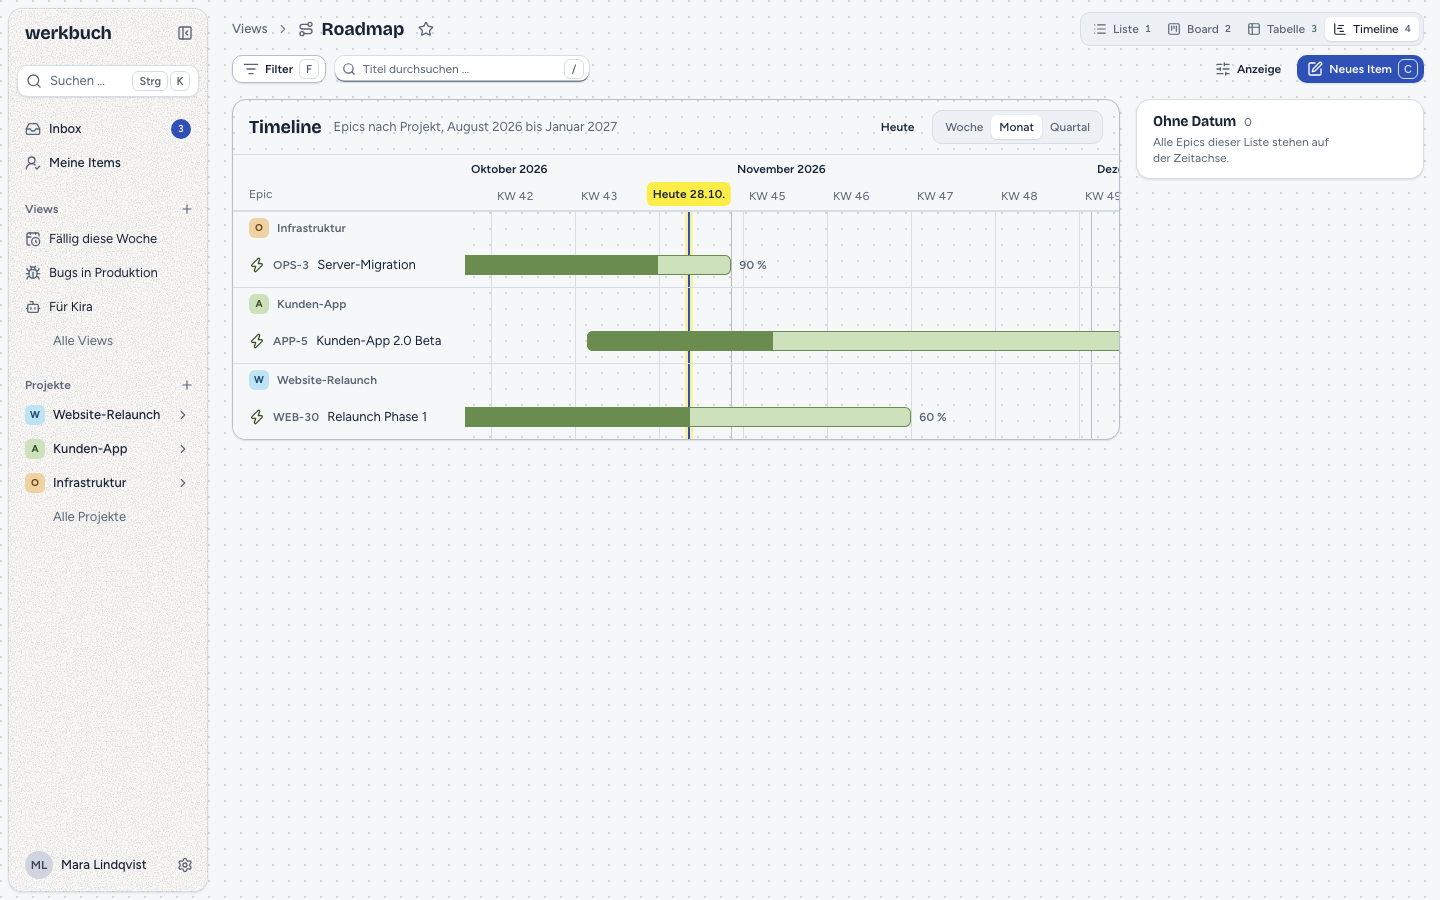 werkbuch
Suchen ... Strg K
Inbox 3
Meine Items
Views
Fällig diese Woche
Bugs in Produktion
Für Kira
Alle Views
Projekte
W Website-Relaunch
A Kunden-App
O Infrastruktur
Alle Projekte
ML Mara Lindqvist
Views Roadmap
Liste 1 Board 2 Tabelle 3 Timeline 4
Filter F Titel durchsuchen ... /
Anzeige Neues Item C
Timeline Epics nach Projekt, August 2026 bis Januar 2027
Heute Woche Monat Quartal
Oktober 2026 November 2026 Deze
Epic KW 42 KW 43 Heute 28.10. KW 45 KW 46 KW 47 KW 48 KW 49
O Infrastruktur
OPS-3 Server-Migration 90 %
A Kunden-App
APP-5 Kunden-App 2.0 Beta
W Website-Relaunch
WEB-30 Relaunch Phase 1 60 %
Ohne Datum 0
Alle Epics dieser Liste stehen auf
der Zeitachse.